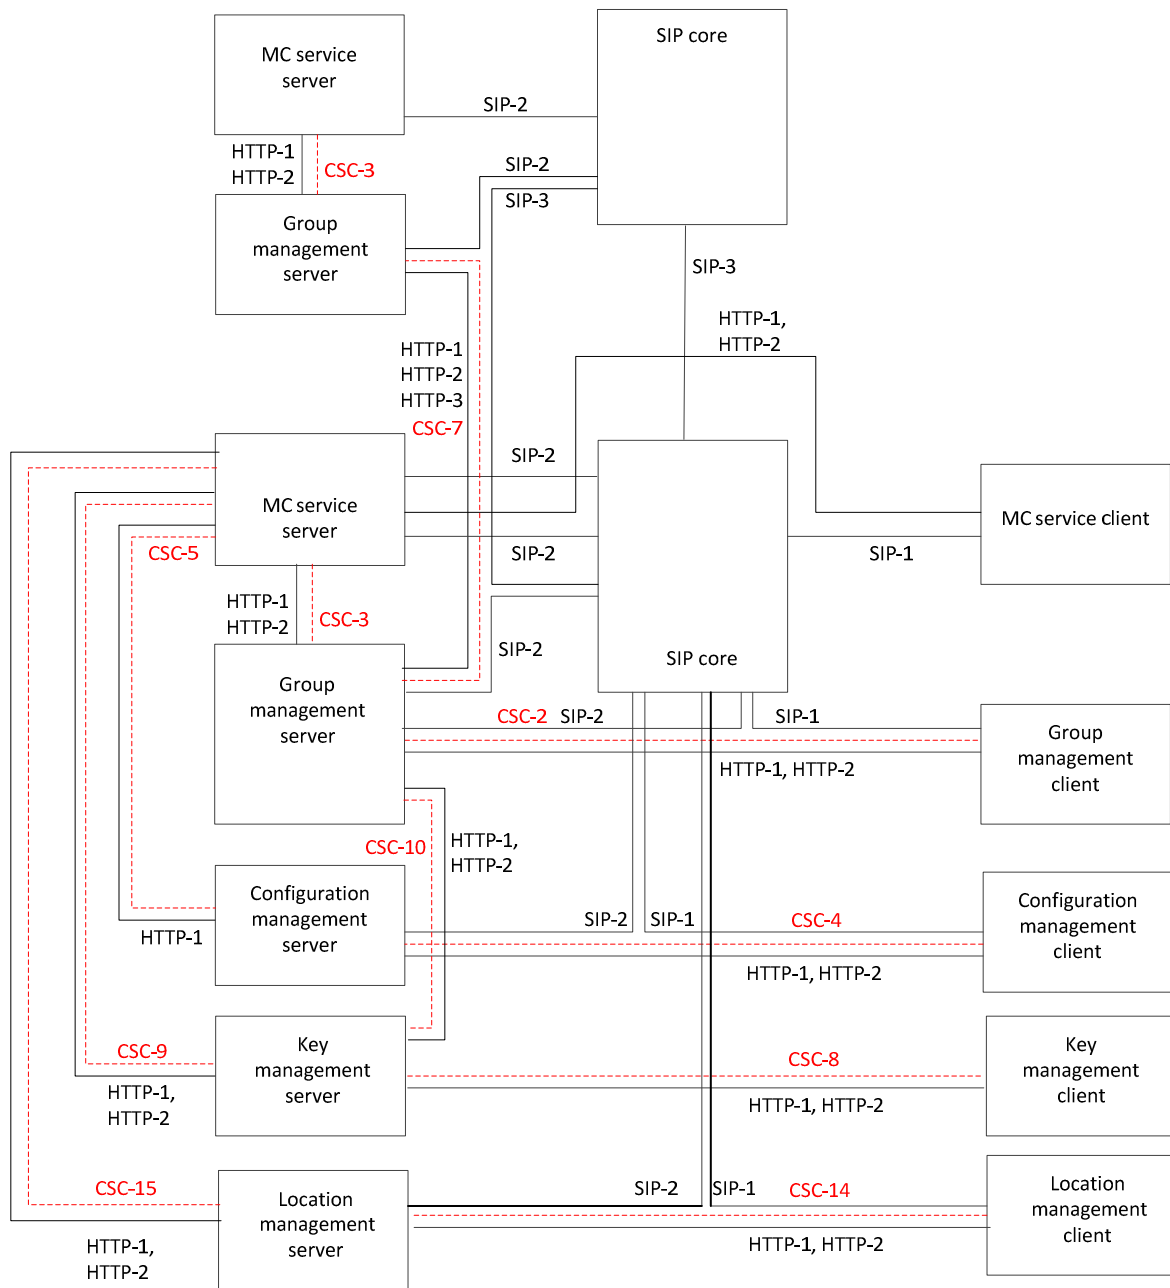 MC service
server
SIP core
SIP-2
HTTP-1
HTTP-2
CSC-3
SIP-2
SIP-3
Group
management
server
SIP-3
HTTP-1,
HTTP-2
HTTP-1
HTTP-2
HTTP-3
CSC-7
SIP-2
MC service
server
MC service client
CSC-5
SIP-2
SIP-1
HTTP-1
HTTP-2
CSC-3
SIP-2
SIP core
Group
management
server
CSC-2
SIP-2
SIP-1
Group
management
client
HTTP-1, HTTP-2
CSC-10
HTTP-1,
HTTP-2
Configuration
management
server
HTTP-1
SIP-2
SIP-1
CSC-4
Configuration
management
client
HTTP-1, HTTP-2
CSC-9
Key
management
server
CSC-8
Key
management
client
HTTP-1,
HTTP-2
HTTP-1, HTTP-2
CSC-15
Location
management
server
SIP-2
SIP-1
CSC-14
Location
management
client
HTTP-1,
HTTP-2
HTTP-1, HTTP-2